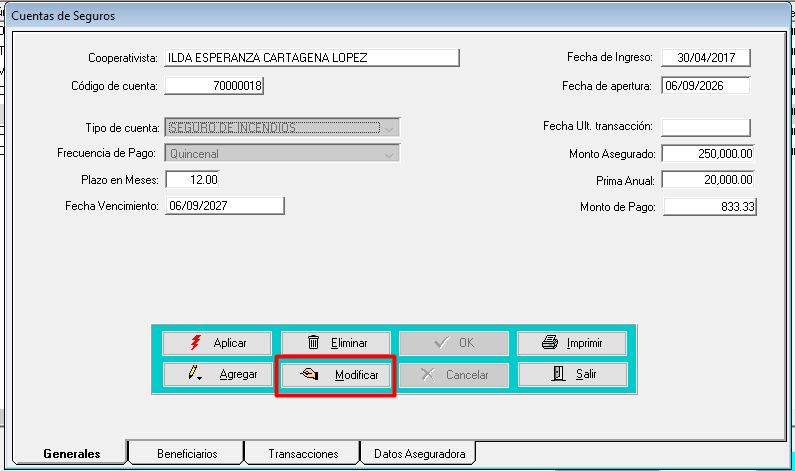 Cuentas de Seguros
Cooperativista: ILDA ESPERANZA CARTAGENA LOPEZ
Fecha de Ingreso: 30/04/2017
Código de cuenta: 70000018
Fecha de apertura: 06/09/2026
Tipo de cuenta: SEGURO DE INCENDIOS
Fecha Ult. transacción:
Frecuencia de Pago: Quincenal
Monto Asegurado: 250,000.00
Plazo en Meses: 12.00
Prima Anual: 20,000.00
Fecha Vencimiento: 06/09/2027
Monto de Pago: 833.33
Aplicar Eliminar OK Imprimir
Agregar Modificar Cancelar Salir
Generales Beneficiarios Transacciones Datos Aseguradora